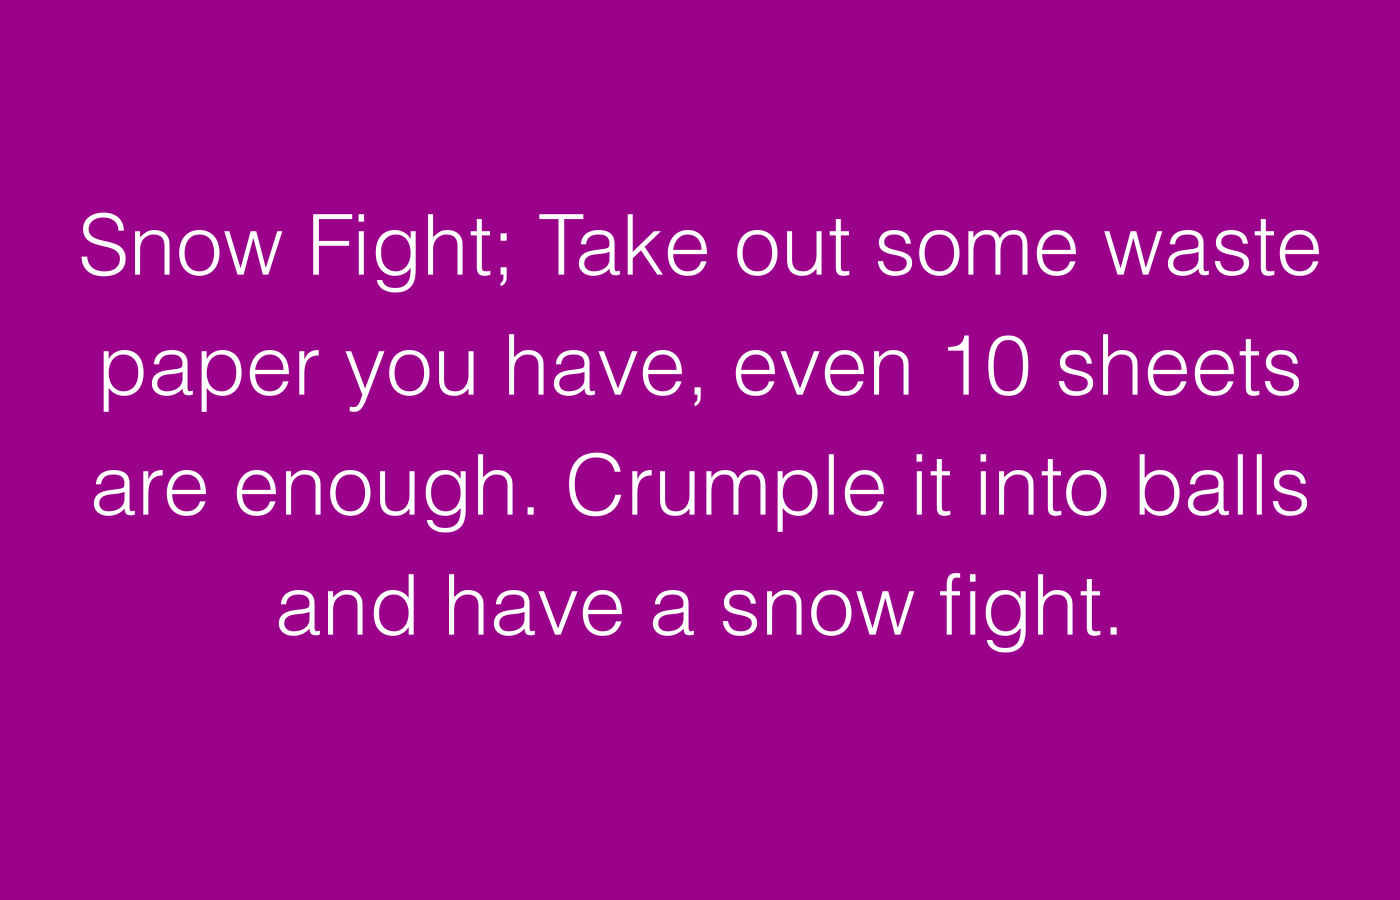 Snow Fight; Take out some waste
paper you have, even 10 sheets
are enough. Crumple it into balls
and have a snow fight.